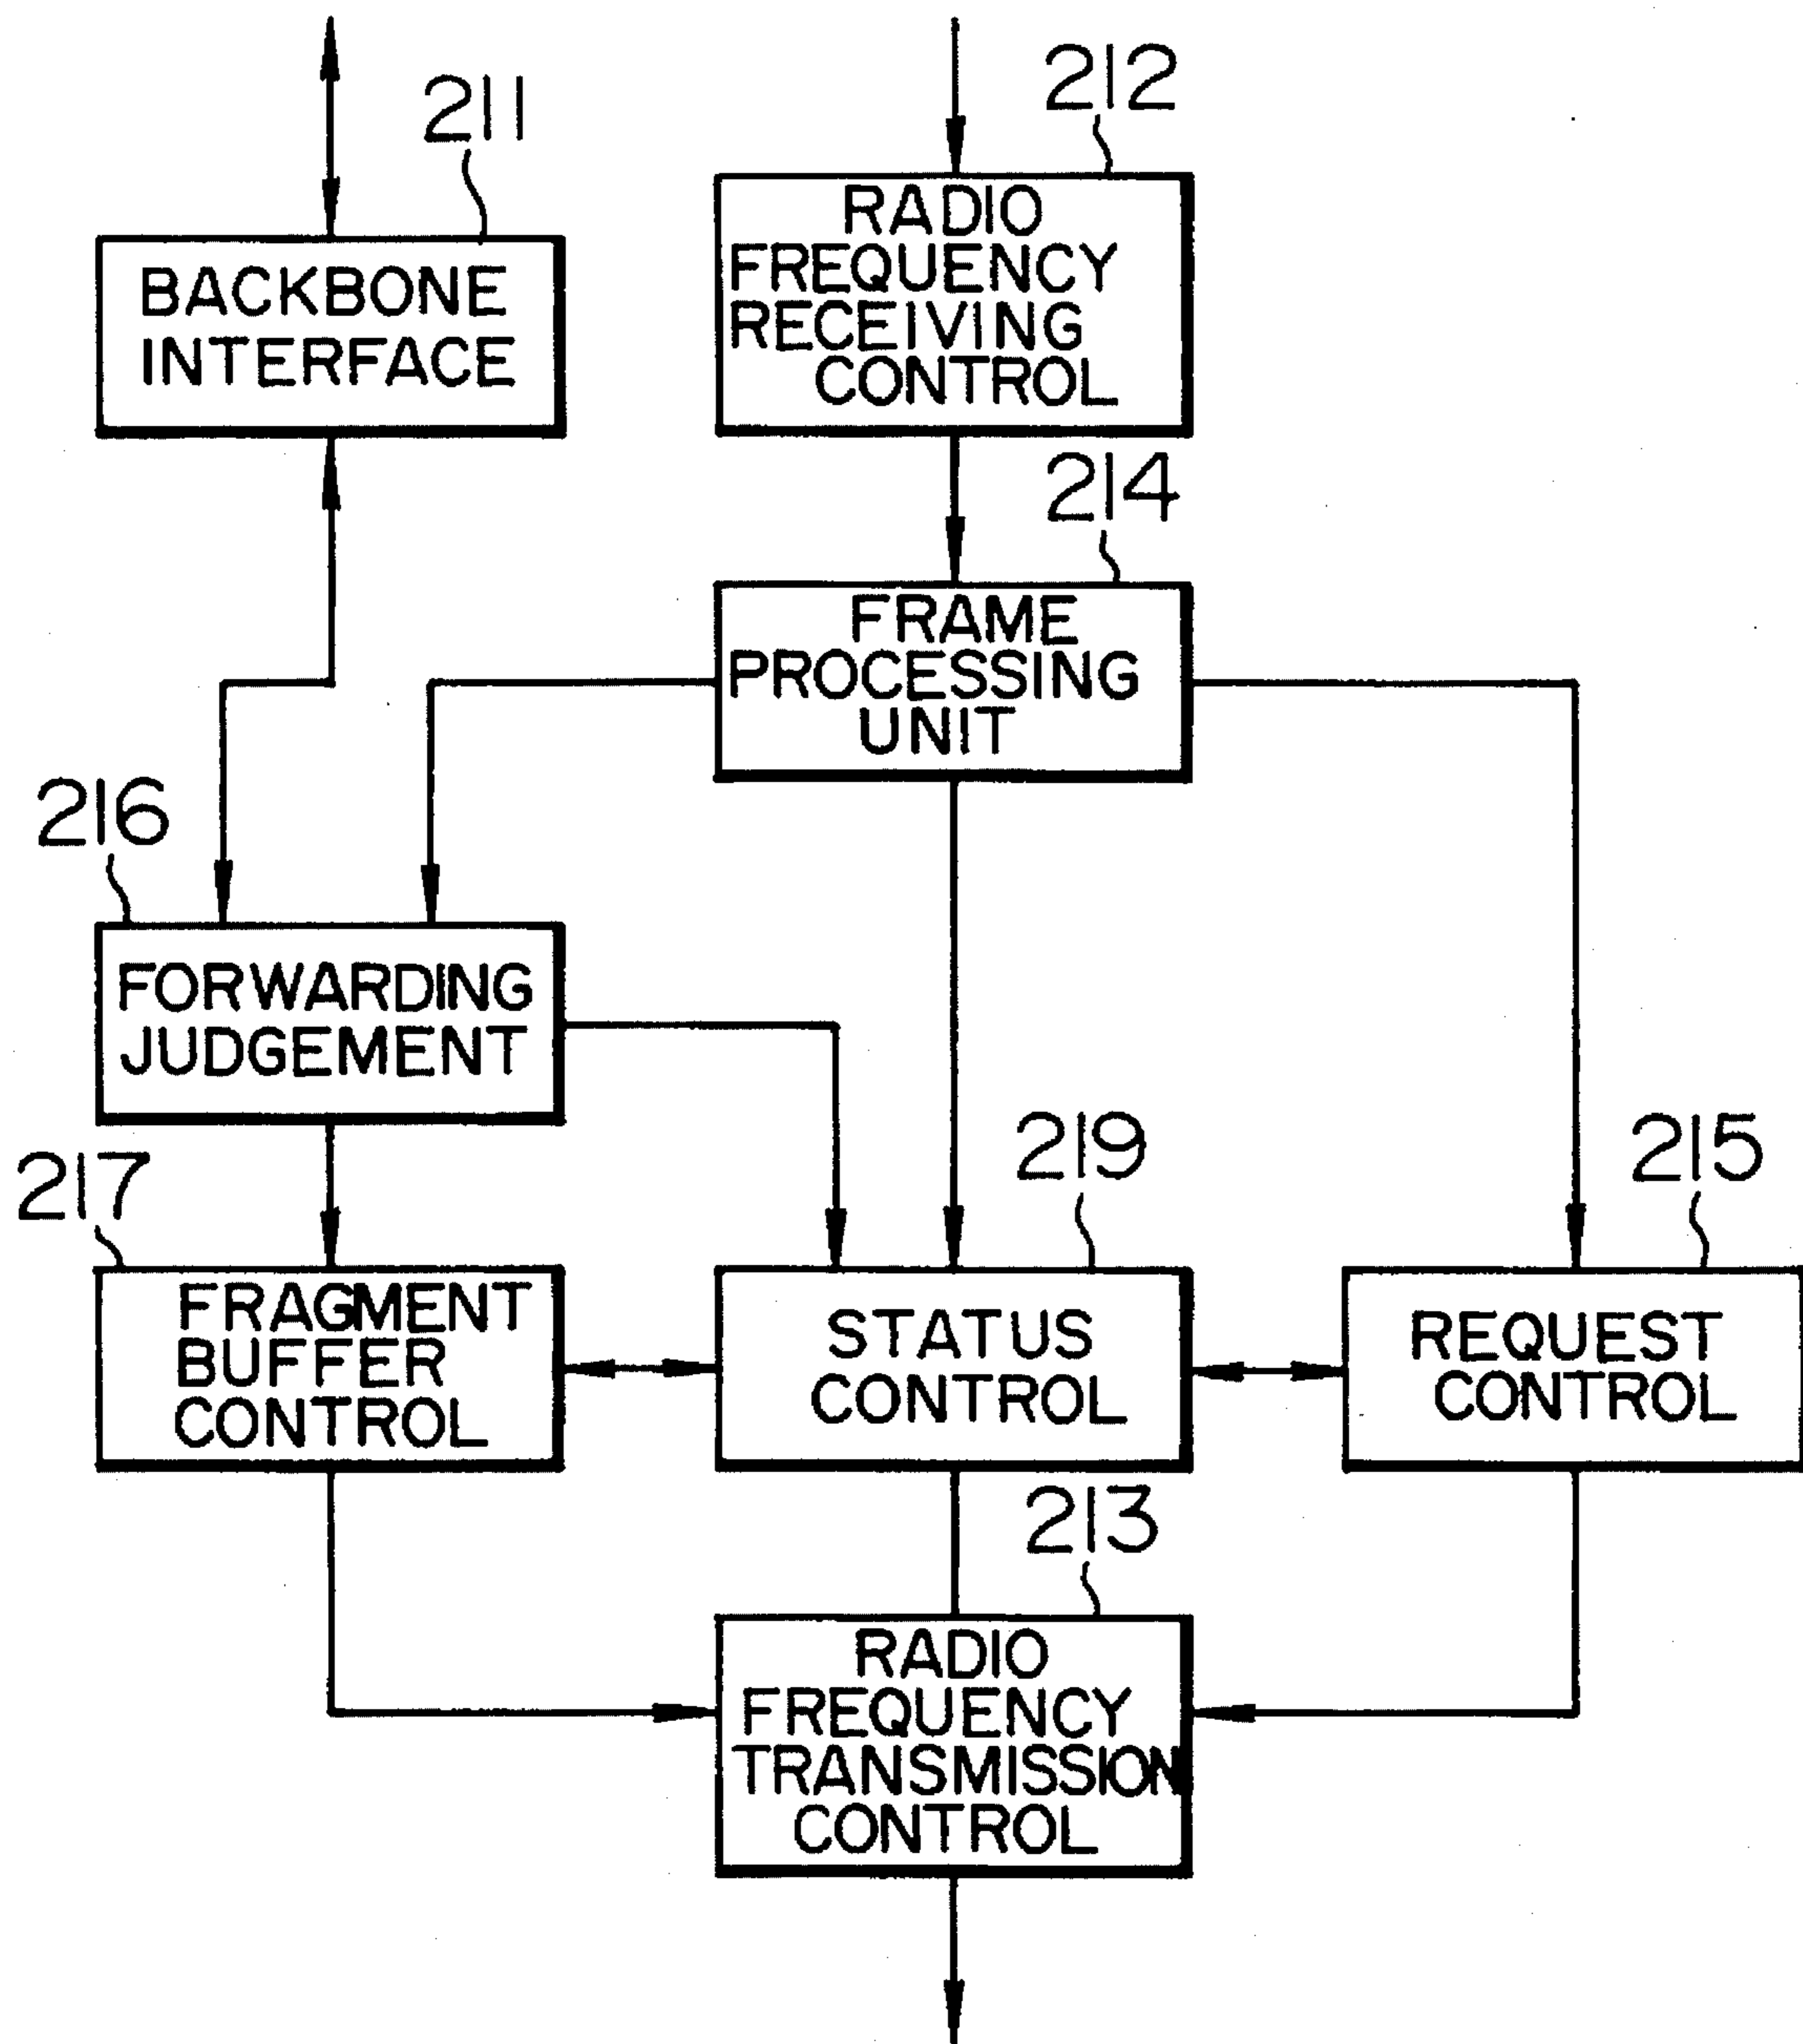 211
BACKBONE
INTERFACE
212
RADIO
FREQUENCY
RECEIVING
CONTROL
214
FRAME
PROCESSING
UNIT
216
FORWARDING
JUDGEMENT
217
FRAGMENT
BUFFER
CONTROL
219
STATUS
CONTROL
215
REQUEST
CONTROL
213
RADIO
FREQUENCY
TRANSMISSION
CONTROL